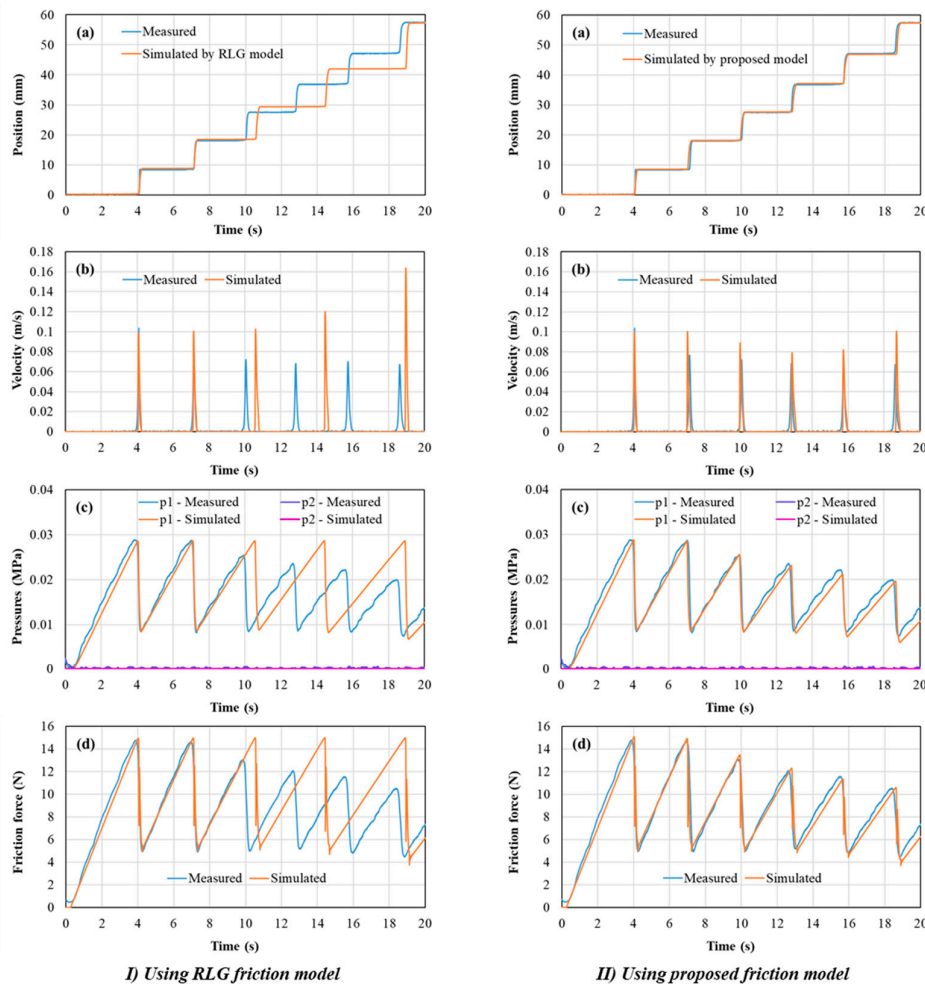 (a)
Measured
Simulated by RLG model
Position (mm)
60
50
40
30
20
10
0
0 2 4 6 8 10 12 14 16 18 20
Time (s)
(b)
Measured Simulated
Velocity (m/s)
0.18
0.16
0.14
0.12
0.1
0.08
0.06
0.04
0.02
0
0 2 4 6 8 10 12 14 16 18 20
Time (s)
(c)
p1 - Measured p2 - Measured
p1 - Simulated p2 - Simulated
Pressures (MPa)
0.04
0.03
0.02
0.01
0
0 2 4 6 8 10 12 14 16 18 20
Time (s)
(d)
Measured Simulated
Friction force (N)
16
14
12
10
8
6
4
2
0
0 2 4 6 8 10 12 14 16 18 20
Time (s)
I) Using RLG friction model
(a)
Measured
Simulated by proposed model
Position (mm)
60
50
40
30
20
10
0
0 2 4 6 8 10 12 14 16 18 20
Time (s)
(b)
Measured Simulated
Velocity (m/s)
0.18
0.16
0.14
0.12
0.1
0.08
0.06
0.04
0.02
0
0 2 4 6 8 10 12 14 16 18 20
Time (s)
(c)
p1 - Measured p2 - Measured
p1 - Simulated p2 - Simulated
Pressures (MPa)
0.04
0.03
0.02
0.01
0
0 2 4 6 8 10 12 14 16 18 20
Time (s)
(d)
Measured Simulated
Friction force (N)
16
14
12
10
8
6
4
2
0
0 2 4 6 8 10 12 14 16 18 20
Time (s)
II) Using proposed friction model